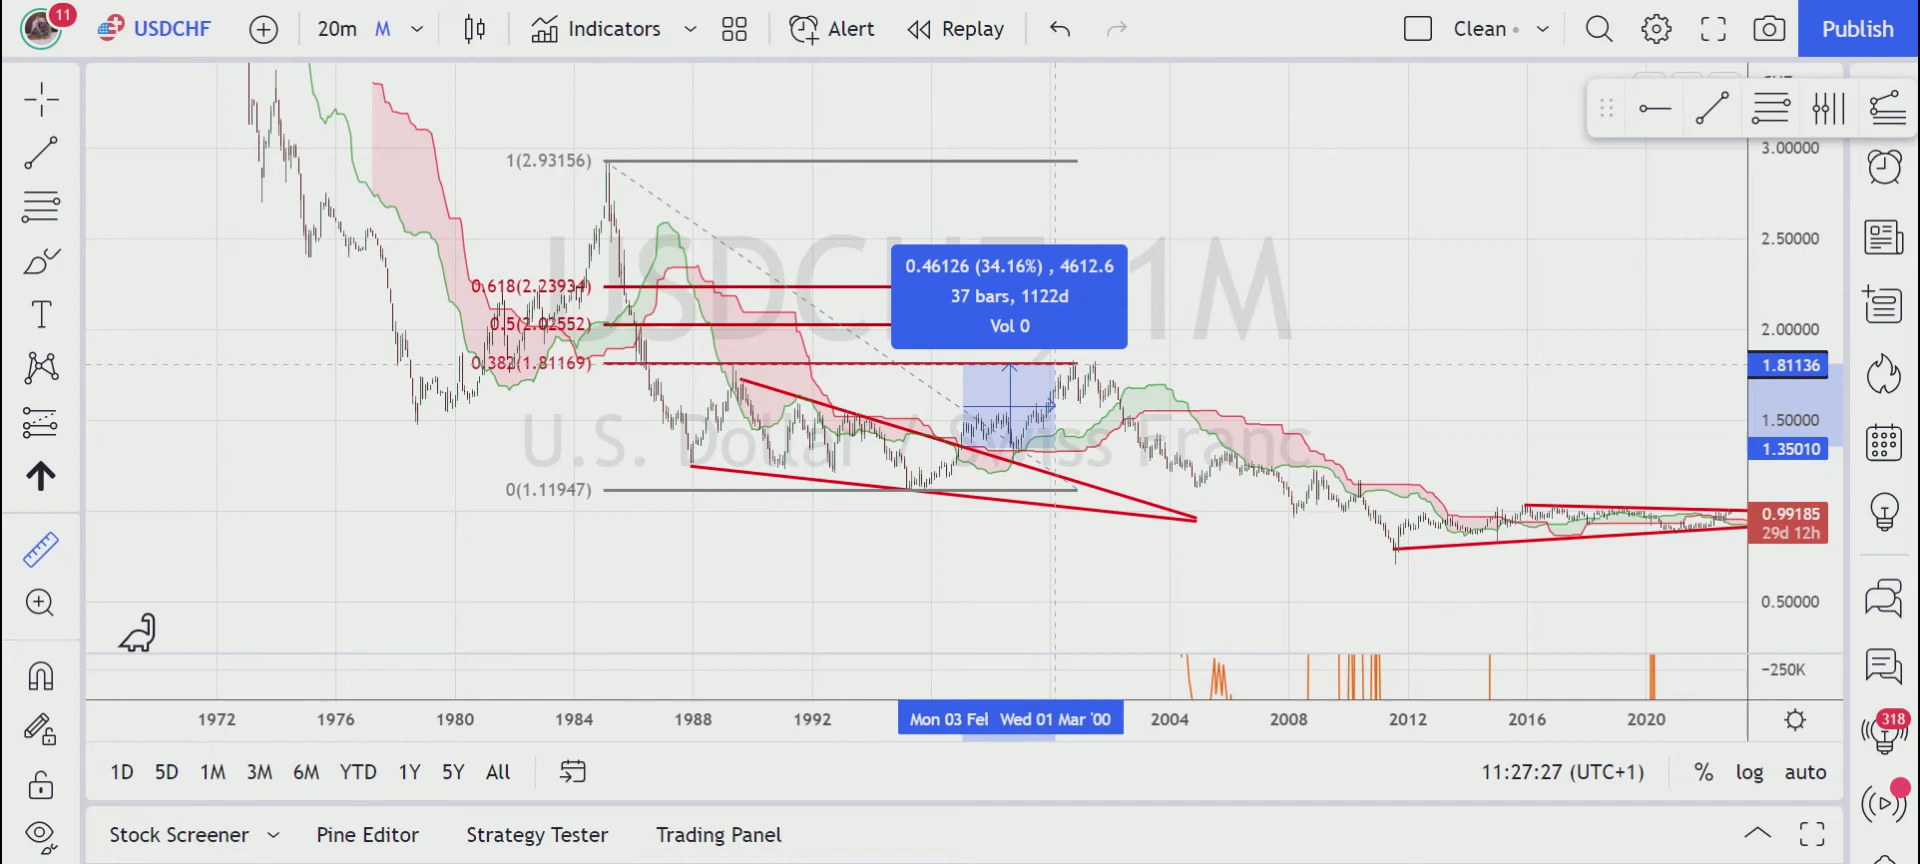 11
USDCHF
20m M
Indicators
Alert
Replay
Clean
Publish
3.00000
2.50000
2.00000
1.81136
1.50000
1.35010
0.99185
29d 12h
0.50000
-250K
USDCHF, 1M
U.S. Dollar / Swiss Franc
1(2.93156)
0.618(2.23934)
0.5(2.02552)
0.382(1.81169)
0(1.11947)
0.46126 (34.16%) , 4612.6
37 bars, 1122d
Vol 0
1972 1976 1980 1984 1988 1992 Mon 03 Fel Wed 01 Mar '00 2004 2008 2012 2016 2020
318
1D 5D 1M 3M 6M YTD 1Y 5Y All
11:27:27 (UTC+1) % log auto
Stock Screener Pine Editor Strategy Tester Trading Panel